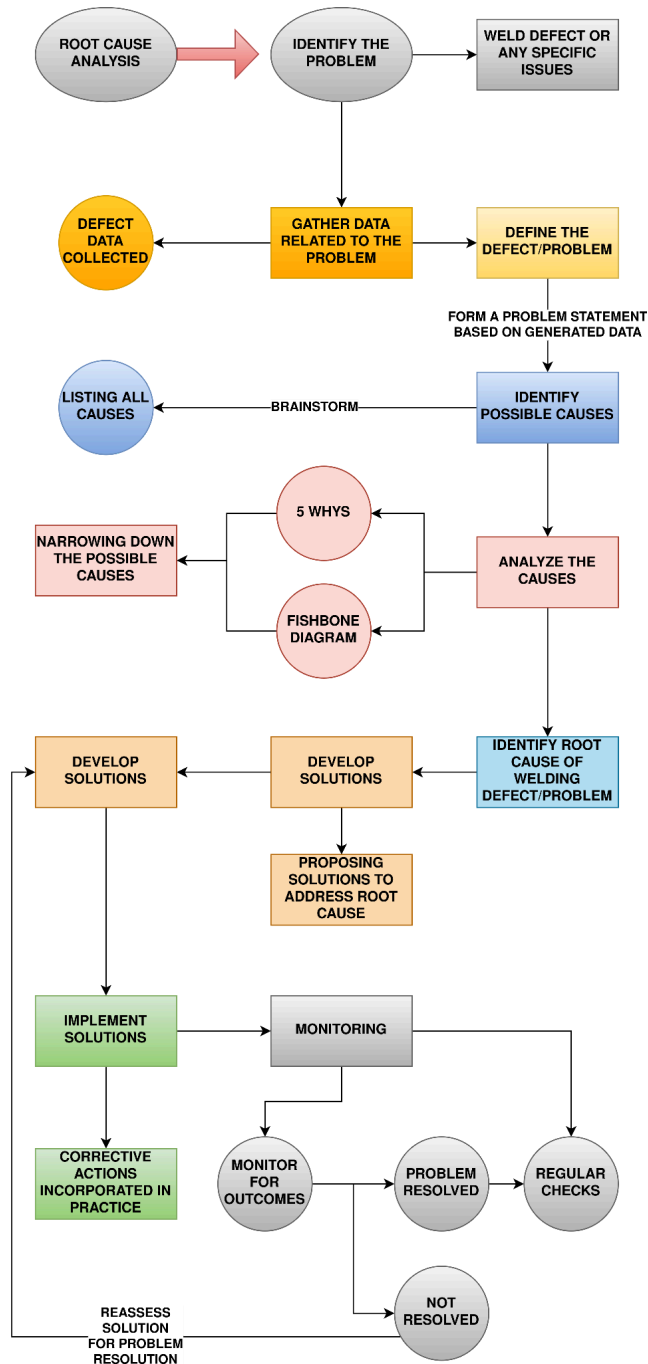 ROOT CAUSE
ANALYSIS
IDENTIFY THE
PROBLEM
WELD DEFECT OR
ANY SPECIFIC
ISSUES
DEFECT
DATA
COLLECTED
GATHER DATA
RELATED TO THE
PROBLEM
DEFINE THE
DEFECT/PROBLEM
FORM A PROBLEM STATEMENT
BASED ON GENERATED DATA
LISTING ALL
CAUSES
BRAINSTORM
IDENTIFY
POSSIBLE CAUSES
5 WHYS
NARROWING DOWN
THE POSSIBLE
CAUSES
ANALYZE THE
CAUSES
FISHBONE
DIAGRAM
DEVELOP
SOLUTIONS
DEVELOP
SOLUTIONS
IDENTIFY ROOT
CAUSE OF
WELDING
DEFECT/PROBLEM
PROPOSING
SOLUTIONS TO
ADDRESS ROOT
CAUSE
IMPLEMENT
SOLUTIONS
MONITORING
CORRECTIVE
ACTIONS
INCORPORATED IN
PRACTICE
MONITOR
FOR
OUTCOMES
PROBLEM
RESOLVED
REGULAR
CHECKS
NOT
RESOLVED
REASSESS
SOLUTION
FOR PROBLEM
RESOLUTION